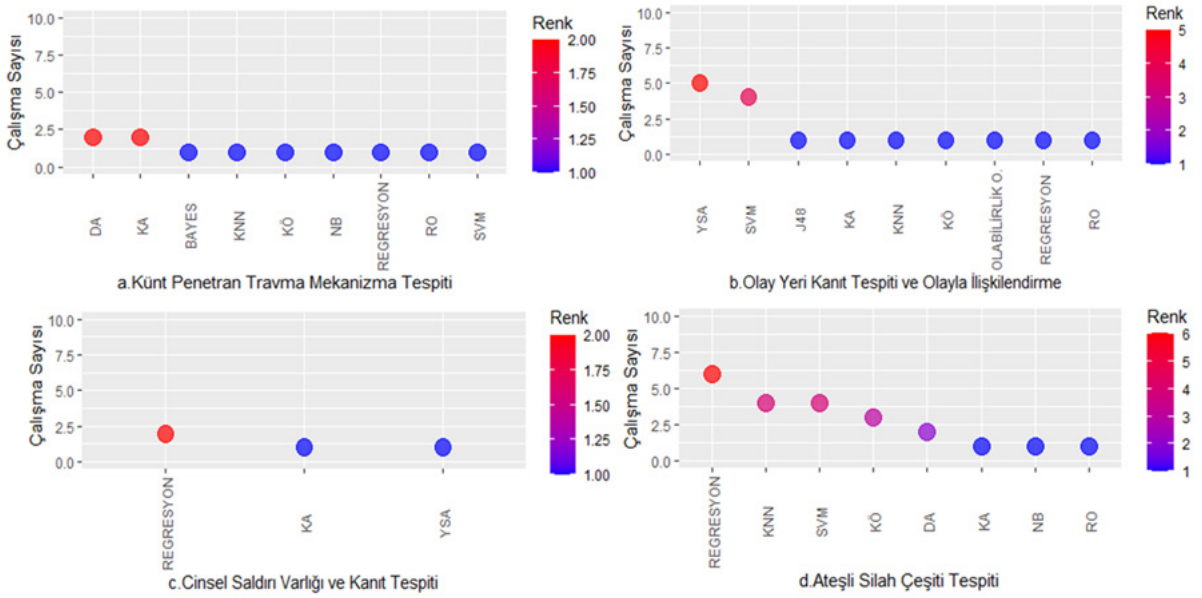 Çalışma Sayısı
10.0
7.5
5.0
2.5
0.0
DA
KA
BAYES
KNN
KÖ
NB
REGRESYON
RO
SVM
Renk
2.00
1.75
1.50
1.25
1.00
a.Künt Penetran Travma Mekanizma Tespiti
Çalışma Sayısı
10.0
7.5
5.0
2.5
0.0
YSA
SVM
J48
KA
KNN
KÖ
OLABİLİRLİK O.
REGRESYON
RO
Renk
5
4
3
2
1
b.Olay Yeri Kanıt Tespiti ve Olayla İlişkilendirme
Çalışma Sayısı
10.0
7.5
5.0
2.5
0.0
REGRESYON
KA
YSA
Renk
2.00
1.75
1.50
1.25
1.00
c.Cinsel Saldırı Varlığı ve Kanıt Tespiti
Çalışma Sayısı
10.0
7.5
5.0
2.5
0.0
REGRESYON
KNN
SVM
KÖ
DA
KA
NB
RO
Renk
6
5
4
3
2
1
d.Ateşli Silah Çeşiti Tespiti